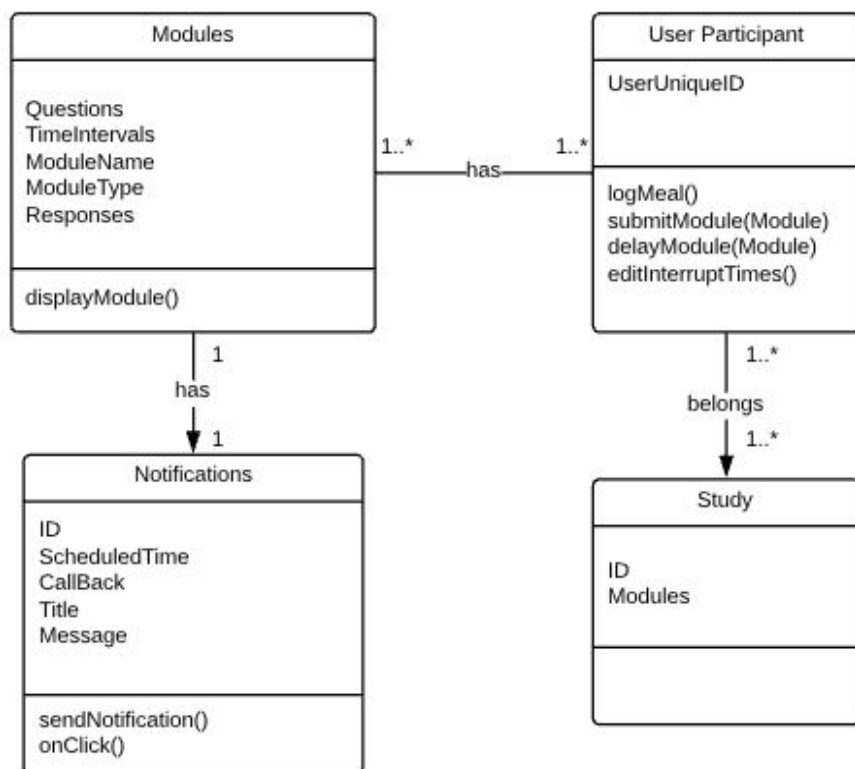 Modules
Questions
TimeIntervals
ModuleName
ModuleType
Responses
displayModule()
User Participant
UserUniqueID
logMeal()
submitModule(Module)
delayModule(Module)
editInterruptTimes()
1..*
has
1..*
1
has
1
1..*
belongs
1..*
Notifications
ID
ScheduledTime
CallBack
Title
Message
sendNotification()
onClick()
Study
ID
Modules